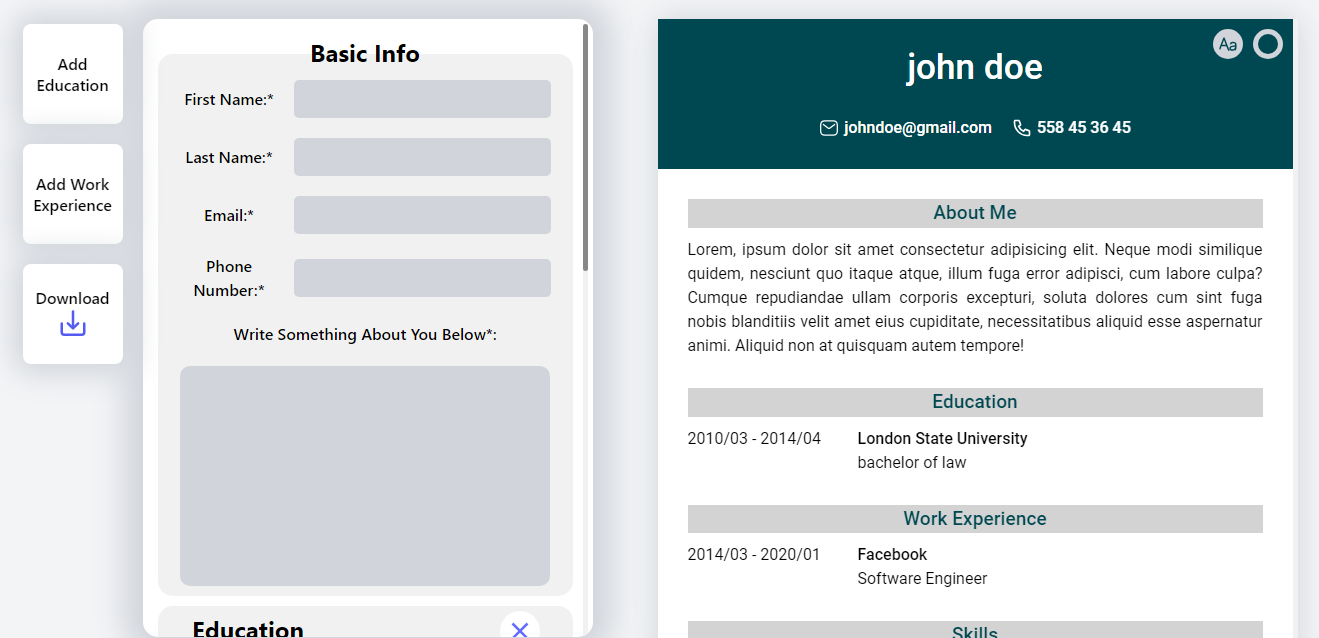 Add
Education
Add Work
Experience
Download
Basic Info
First Name:*
Last Name:*
Email:*
Phone
Number:*
Write Something About You Below*:
Education
Aa
john doe
johndoe@gmail.com 558 45 36 45
About Me
Lorem, ipsum dolor sit amet consectetur adipisicing elit. Neque modi similique
quidem, nesciunt quo itaque atque, illum fuga error adipisci, cum labore culpa?
Cumque repudiandae ullam corporis excepturi, soluta dolores cum sint fuga
nobis blanditiis velit amet eius cupiditate, necessitatibus aliquid esse aspernatur
animi. Aliquid non at quisquam autem tempore!
Education
2010/03 - 2014/04 London State University
bachelor of law
Work Experience
2014/03 - 2020/01 Facebook
Software Engineer
Skills